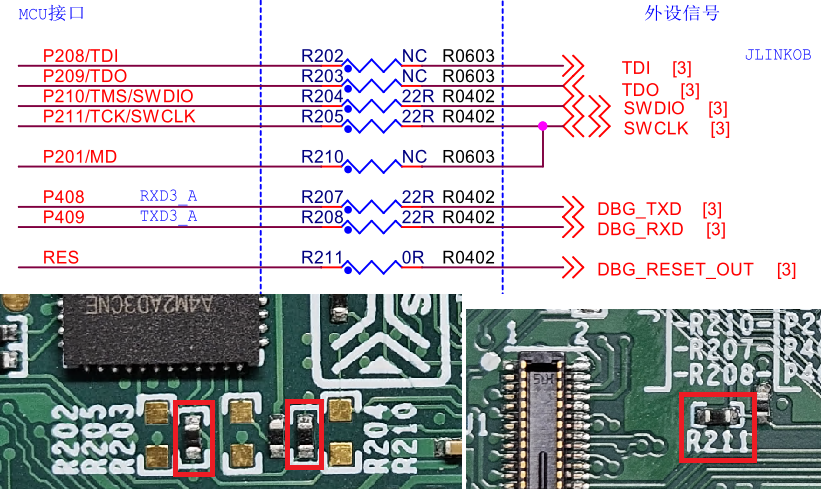 MCU接口 外设信号
JLINKOB
P208/TDI R202 NC R0603 TDI [3]
P209/TDO R203 NC R0603 TDO [3]
P210/TMS/SWDIO R204 22R R0402 SWDIO [3]
P211/TCK/SWCLK R205 22R R0402 SWCLK [3]
P201/MD R210 NC R0603
P408 RXD3_A R207 22R R0402 DBG_TXD [3]
P409 TXD3_A R208 22R R0402 DBG_RXD [3]
RES R211 0R R0402 DBG_RESET_OUT [3]
A4M2AD3CNE
R202
R205
R203
R204
R210
1 2
R210
R207
R208
R211